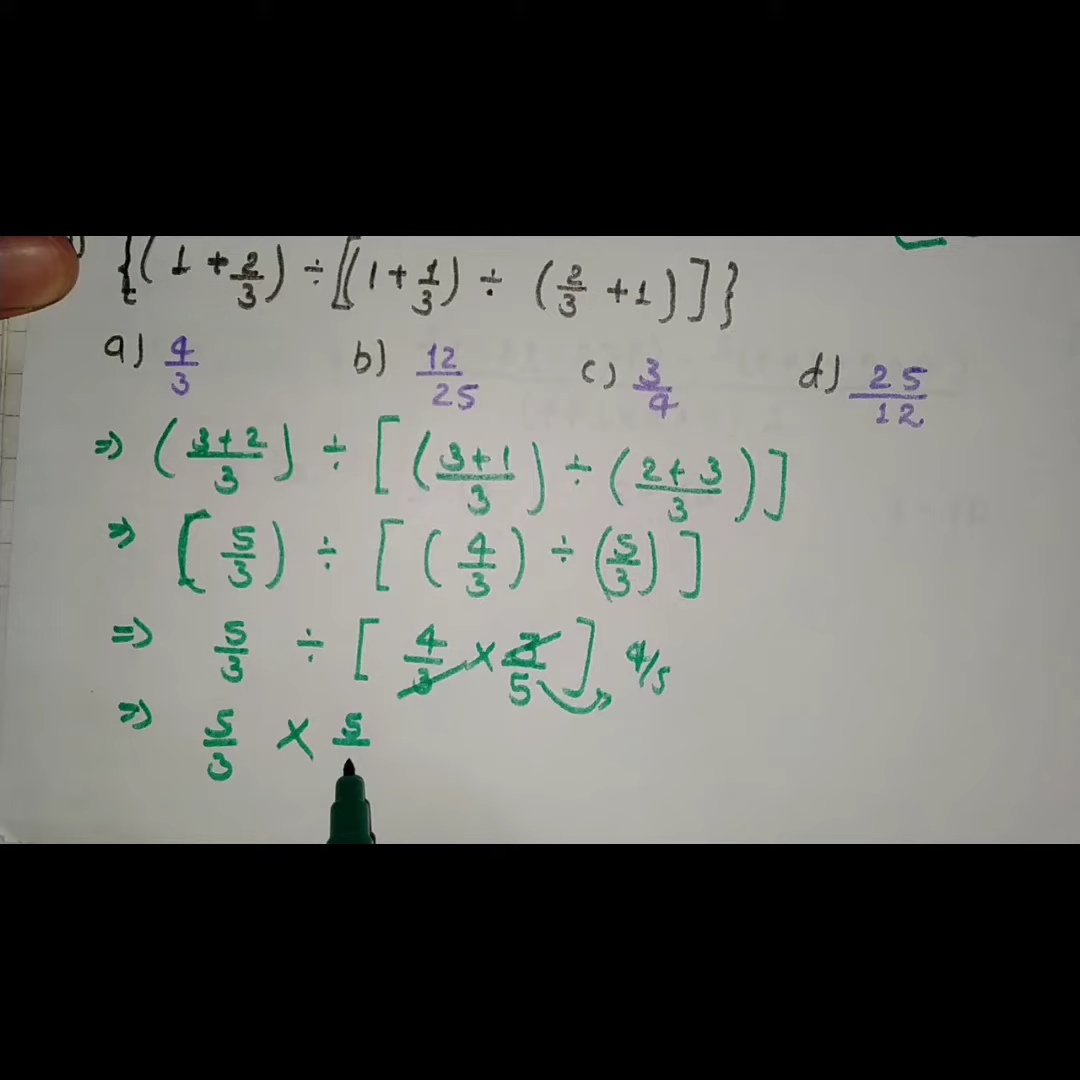 {(1 + 2/3) ÷ [(1 + 1/3) ÷ (2/3 + 1)]}
a) 4/3 b) 12/25 c) 3/4 d) 25/12
⇒ (3+2/3) ÷ [(3+1/3) ÷ (2+3/3)]
⇒ [5/3) ÷ [(4/3) ÷ (5/3)]
⇒ 5/3 ÷ [4/3 × 3/5] 4/5
⇒ 5/3 × 5